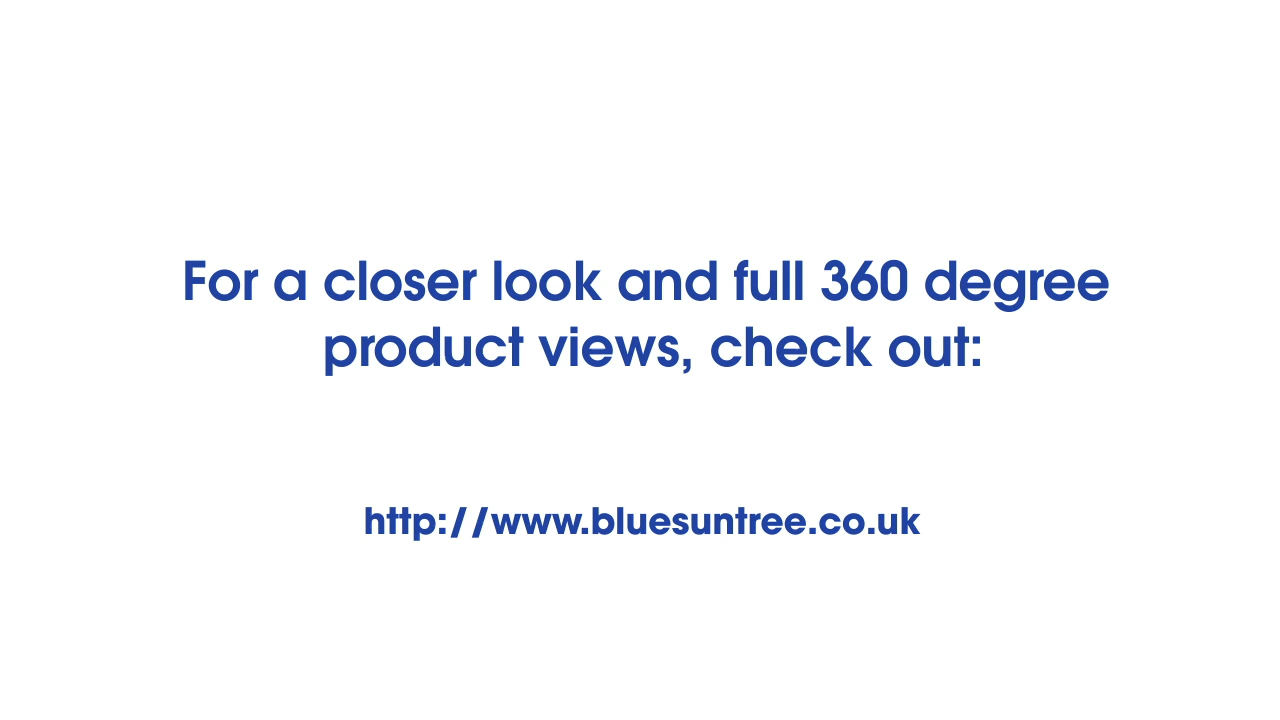 For a closer look and full 360 degree
product views, check out:
http://www.bluesuntree.co.uk